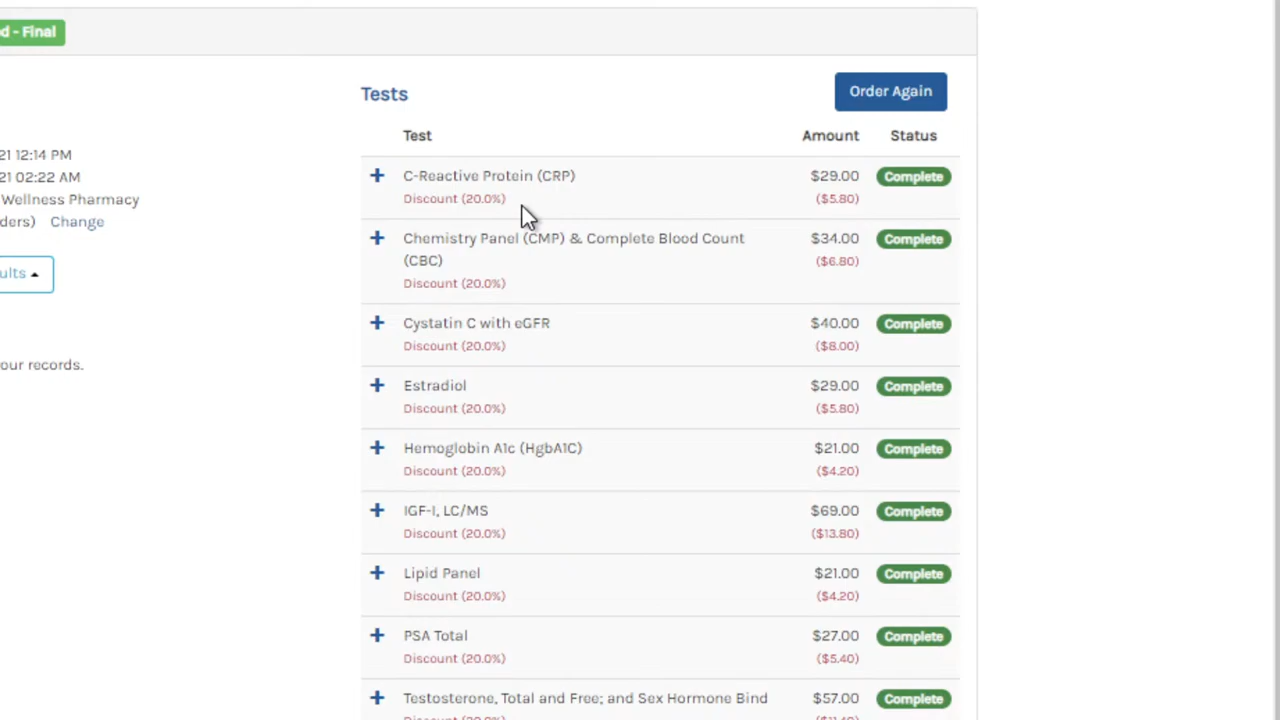 d - Final
Tests
Order Again
Test Amount Status
21 12:14 PM
21 02:22 AM
Wellness Pharmacy
ders) Change
ults
our records.
C-Reactive Protein (CRP) $29.00 Complete
Discount (20.0%) ($5.80)
Chemistry Panel (CMP) & Complete Blood Count $34.00 Complete
(CBC) ($6.80)
Discount (20.0%)
Cystatin C with eGFR $40.00 Complete
Discount (20.0%) ($8.00)
Estradiol $29.00 Complete
Discount (20.0%) ($5.80)
Hemoglobin A1c (HgbA1C) $21.00 Complete
Discount (20.0%) ($4.20)
IGF-I, LC/MS $69.00 Complete
Discount (20.0%) ($13.80)
Lipid Panel $21.00 Complete
Discount (20.0%) ($4.20)
PSA Total $27.00 Complete
Discount (20.0%) ($5.40)
Testosterone, Total and Free; and Sex Hormone Bind $57.00 Complete